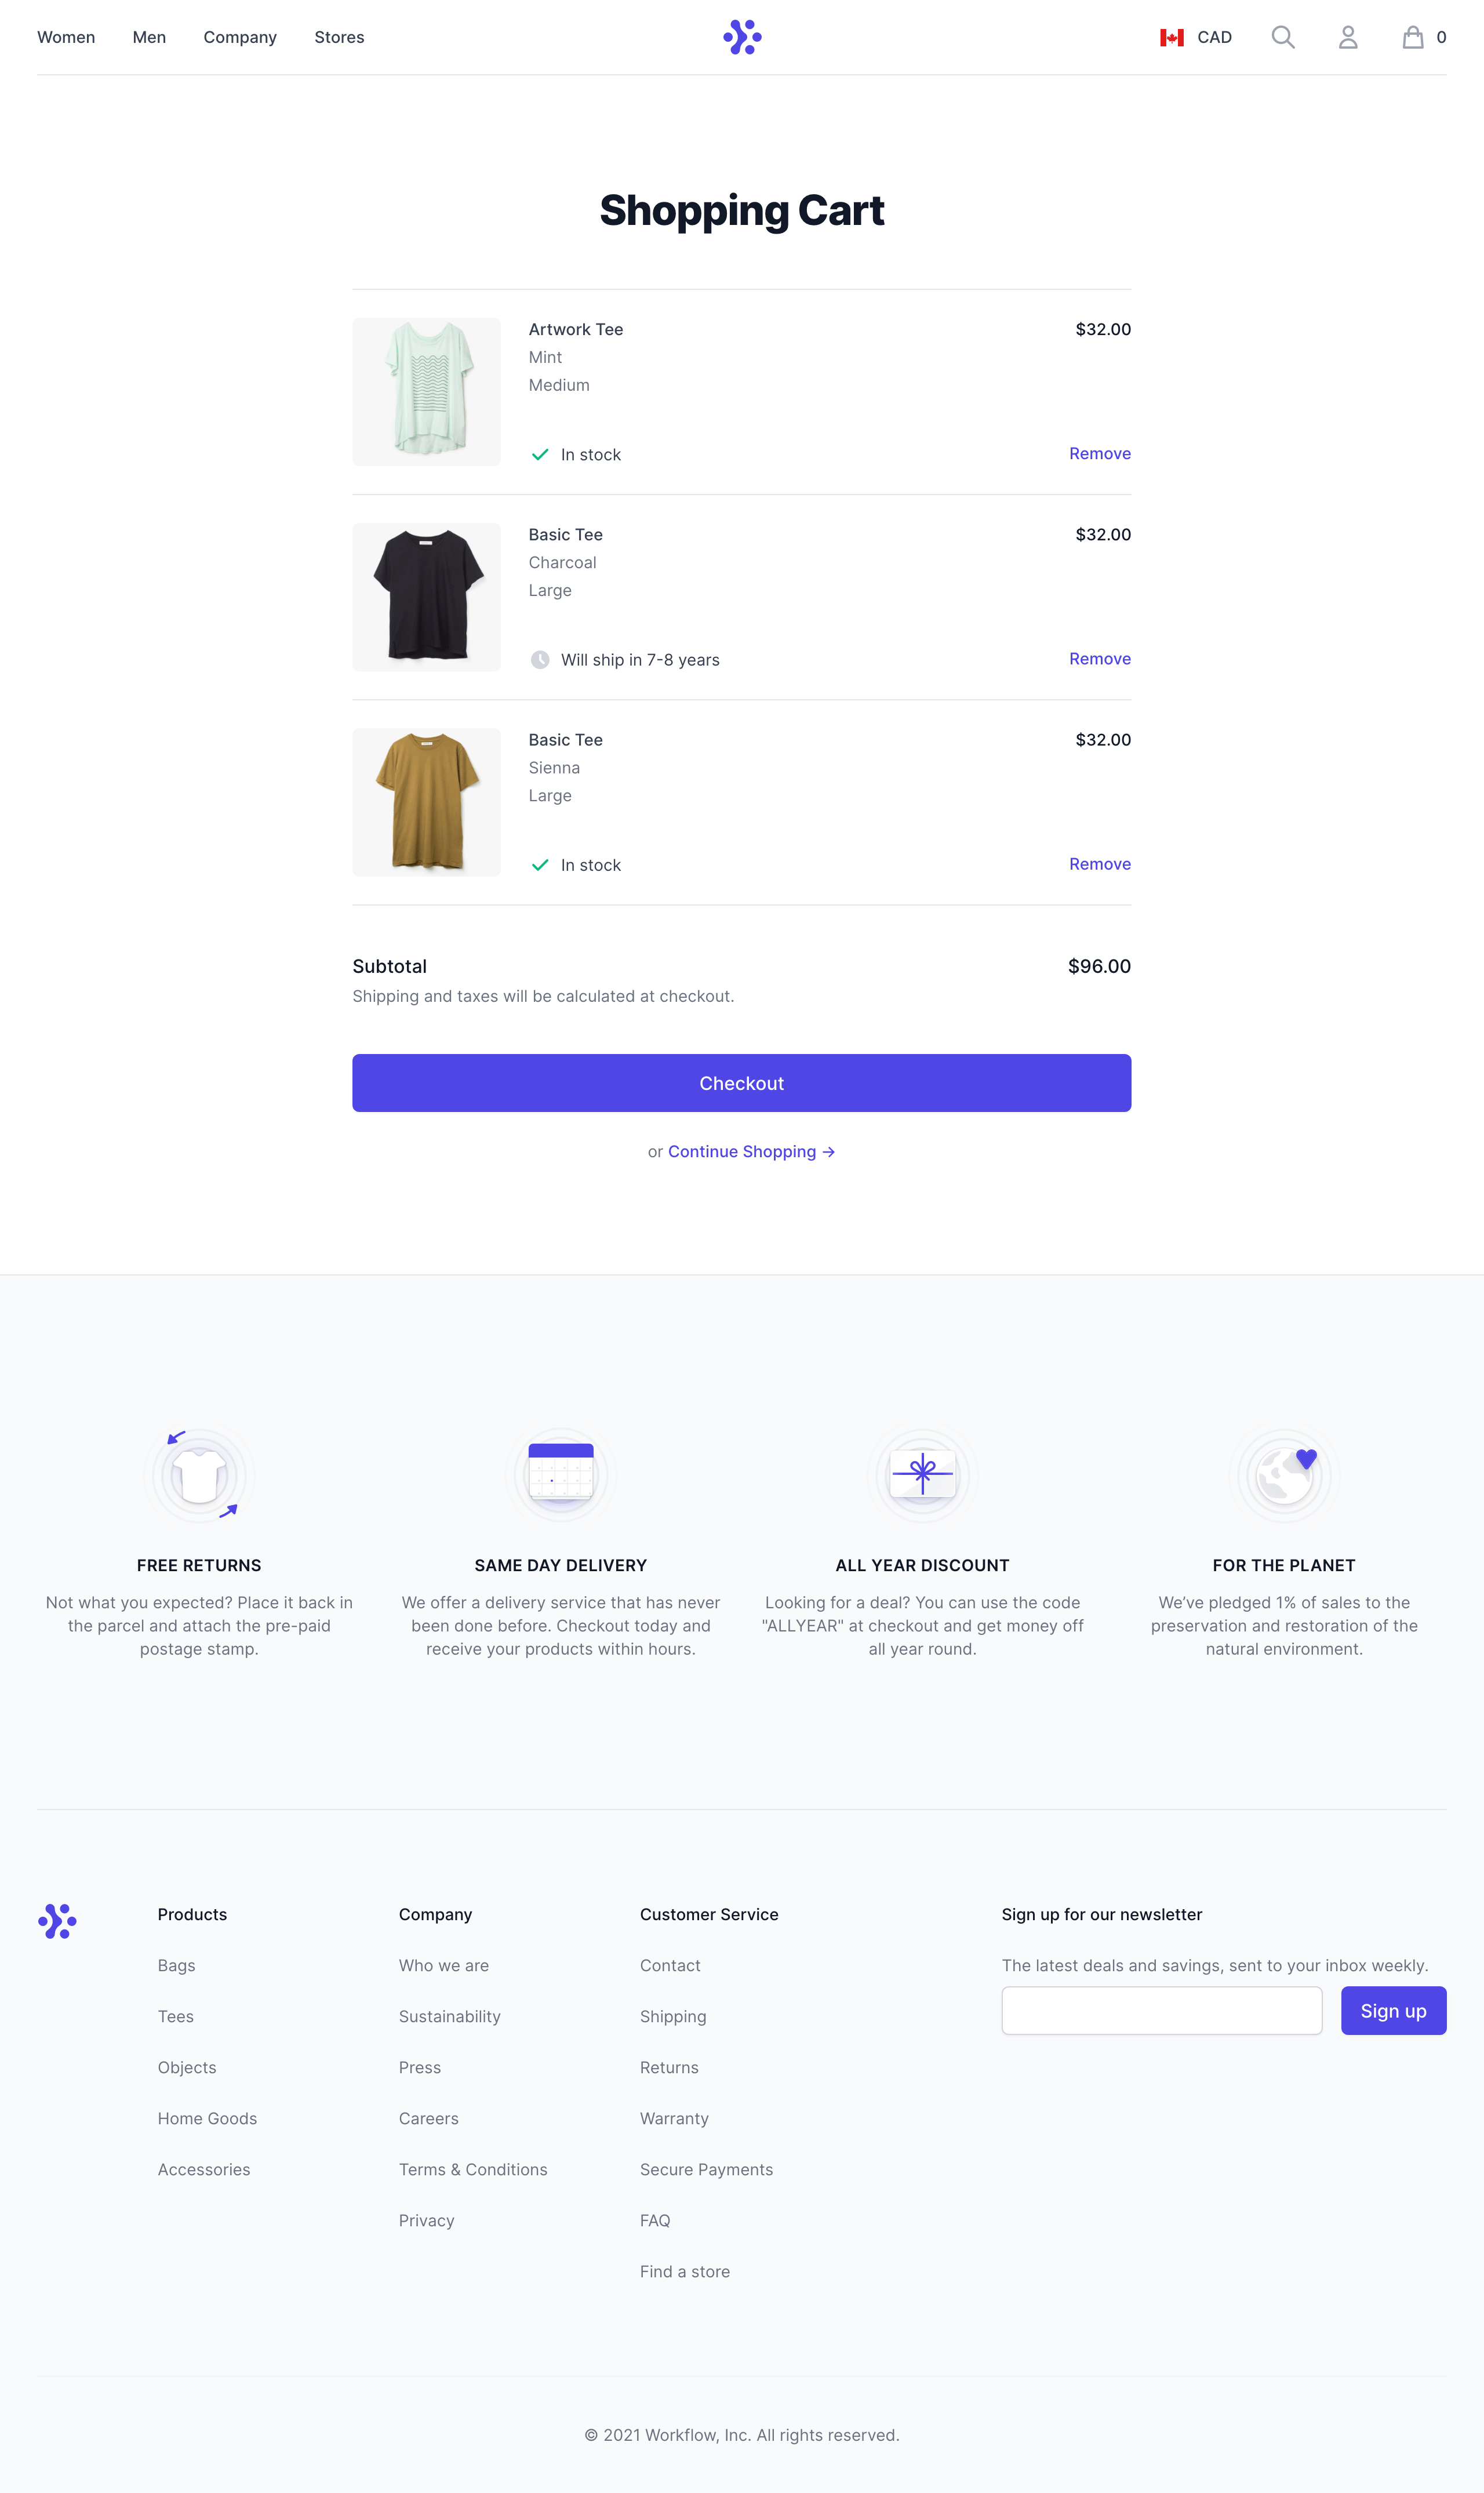 Women Men Company Stores CAD 0
Shopping Cart
Artwork Tee $32.00
Mint
Medium
In stock Remove
Basic Tee $32.00
Charcoal
Large
Will ship in 7-8 years Remove
Basic Tee $32.00
Sienna
Large
In stock Remove
Subtotal $96.00
Shipping and taxes will be calculated at checkout.
Checkout
or Continue Shopping →
FREE RETURNS
Not what you expected? Place it back in
the parcel and attach the pre-paid
postage stamp.
SAME DAY DELIVERY
We offer a delivery service that has never
been done before. Checkout today and
receive your products within hours.
ALL YEAR DISCOUNT
Looking for a deal? You can use the code
"ALLYEAR" at checkout and get money off
all year round.
FOR THE PLANET
We’ve pledged 1% of sales to the
preservation and restoration of the
natural environment.
Products
Bags
Tees
Objects
Home Goods
Accessories
Company
Who we are
Sustainability
Press
Careers
Terms & Conditions
Privacy
Customer Service
Contact
Shipping
Returns
Warranty
Secure Payments
FAQ
Find a store
Sign up for our newsletter
The latest deals and savings, sent to your inbox weekly.
Sign up
© 2021 Workflow, Inc. All rights reserved.